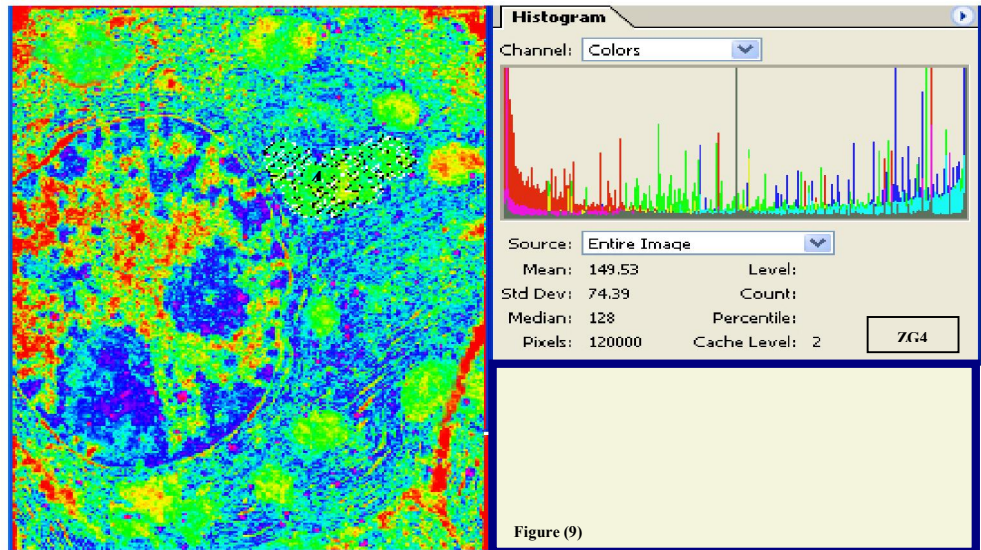 Histogram
Channel: Colors
Source: Entire Image
Mean: 149.53 Level:
Std Dev: 74.39 Count:
Median: 128 Percentile:
Pixels: 120000 Cache Level: 2
ZG4
Figure (9)